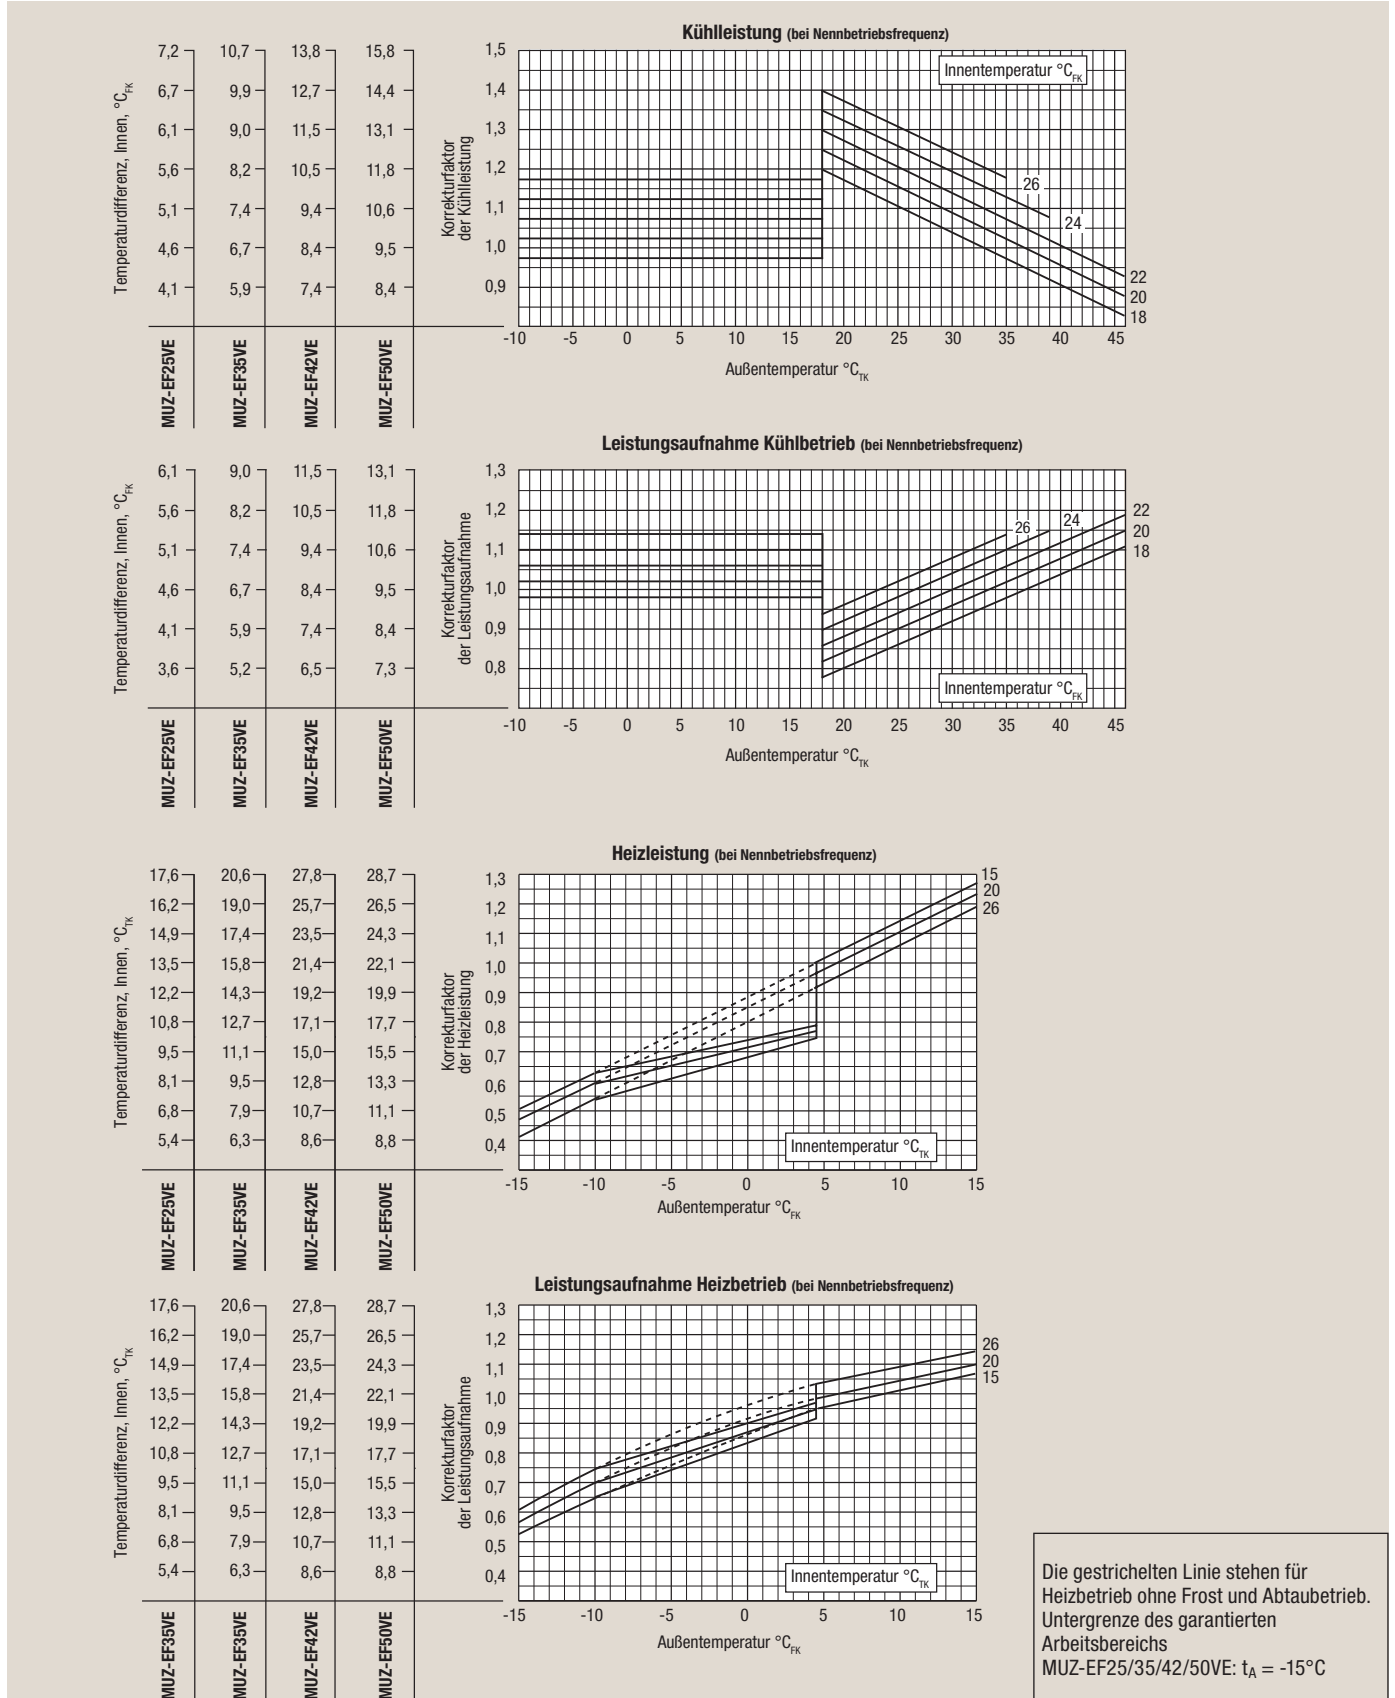 Kühlleistung (bei Nennbetriebsfrequenz)
Temperaturdifferenz, Innen, °C_FK
7,2 10,7 13,8 15,8
6,7 9,9 12,7 14,4
6,1 9,0 11,5 13,1
5,6 8,2 10,5 11,8
5,1 7,4 9,4 10,6
4,6 6,7 8,4 9,5
4,1 5,9 7,4 8,4
MUZ-EF25VE MUZ-EF35VE MUZ-EF42VE MUZ-EF50VE
Korrekturfaktor
der Kühlleistung
1,5
1,4
1,3
1,2
1,1
1,0
0,9
Innentemperatur °C_FK
26
24
22
20
18
-10 -5 0 5 10 15 20 25 30 35 40 45
Außentemperatur °C_TK
Leistungsaufnahme Kühlbetrieb (bei Nennbetriebsfrequenz)
Temperaturdifferenz, Innen, °C_FK
6,1 9,0 11,5 13,1
5,6 8,2 10,5 11,8
5,1 7,4 9,4 10,6
4,6 6,7 8,4 9,5
4,1 5,9 7,4 8,4
3,6 5,2 6,5 7,3
MUZ-EF25VE MUZ-EF35VE MUZ-EF42VE MUZ-EF50VE
Korrekturfaktor
der Leistungsaufnahme
1,3
1,2
1,1
1,0
0,9
0,8
26
24
22
20
18
Innentemperatur °C_FK
-10 -5 0 5 10 15 20 25 30 35 40 45
Außentemperatur °C_TK
Heizleistung (bei Nennbetriebsfrequenz)
Temperaturdifferenz, Innen, °C_TK
17,6 20,6 27,8 28,7
16,2 19,0 25,7 26,5
14,9 17,4 23,5 24,3
13,5 15,8 21,4 22,1
12,2 14,3 19,2 19,9
10,8 12,7 17,1 17,7
9,5 11,1 15,0 15,5
8,1 9,5 12,8 13,3
6,8 7,9 10,7 11,1
5,4 6,3 8,6 8,8
MUZ-EF25VE MUZ-EF35VE MUZ-EF42VE MUZ-EF50VE
Korrekturfaktor
der Heizleistung
1,3
1,2
1,1
1,0
0,9
0,8
0,7
0,6
0,5
0,4
15
20
26
Innentemperatur °C_TK
-15 -10 -5 0 5 10 15
Außentemperatur °C_FK
Leistungsaufnahme Heizbetrieb (bei Nennbetriebsfrequenz)
Temperaturdifferenz, Innen, °C_TK
17,6 20,6 27,8 28,7
16,2 19,0 25,7 26,5
14,9 17,4 23,5 24,3
13,5 15,8 21,4 22,1
12,2 14,3 19,2 19,9
10,8 12,7 17,1 17,7
9,5 11,1 15,0 15,5
8,1 9,5 12,8 13,3
6,8 7,9 10,7 11,1
5,4 6,3 8,6 8,8
MUZ-EF35VE MUZ-EF35VE MUZ-EF42VE MUZ-EF50VE
Korrekturfaktor
der Leistungsaufnahme
1,3
1,2
1,1
1,0
0,9
0,8
0,7
0,6
0,5
0,4
26
20
15
Innentemperatur °C_TK
-15 -10 -5 0 5 10 15
Außentemperatur °C_FK
Die gestrichelten Linie stehen für
Heizbetrieb ohne Frost und Abtaubetrieb.
Untergrenze des garantierten
Arbeitsbereichs
MUZ-EF25/35/42/50VE: t_A = -15°C